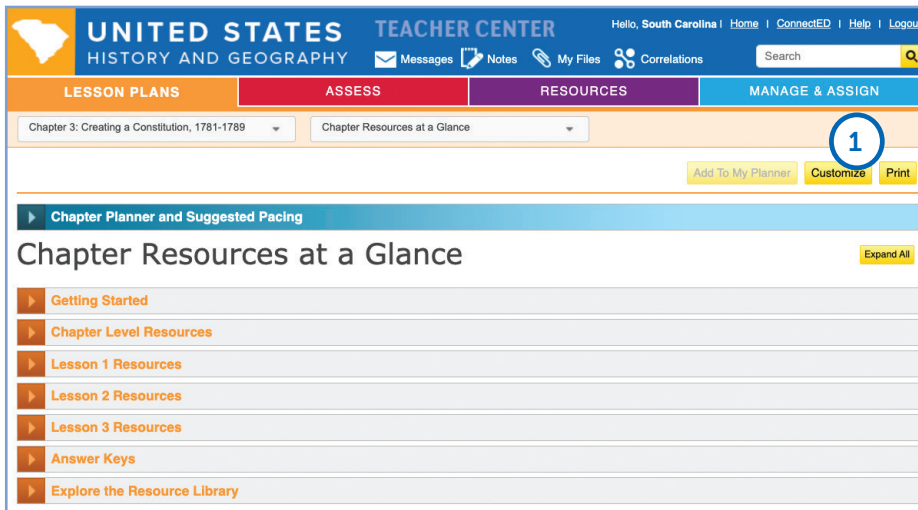 UNITED STATES
HISTORY AND GEOGRAPHY
TEACHER CENTER
Hello, South Carolina! | Home | ConnectED | Help | Logou
Messages Notes My Files Correlations Search
LESSON PLANS ASSESS RESOURCES MANAGE & ASSIGN
Chapter 3: Creating a Constitution, 1781-1789 Chapter Resources at a Glance
1
Add To My Planner Customize Print
Chapter Planner and Suggested Pacing
Chapter Resources at a Glance
Expand All
Getting Started
Chapter Level Resources
Lesson 1 Resources
Lesson 2 Resources
Lesson 3 Resources
Answer Keys
Explore the Resource Library